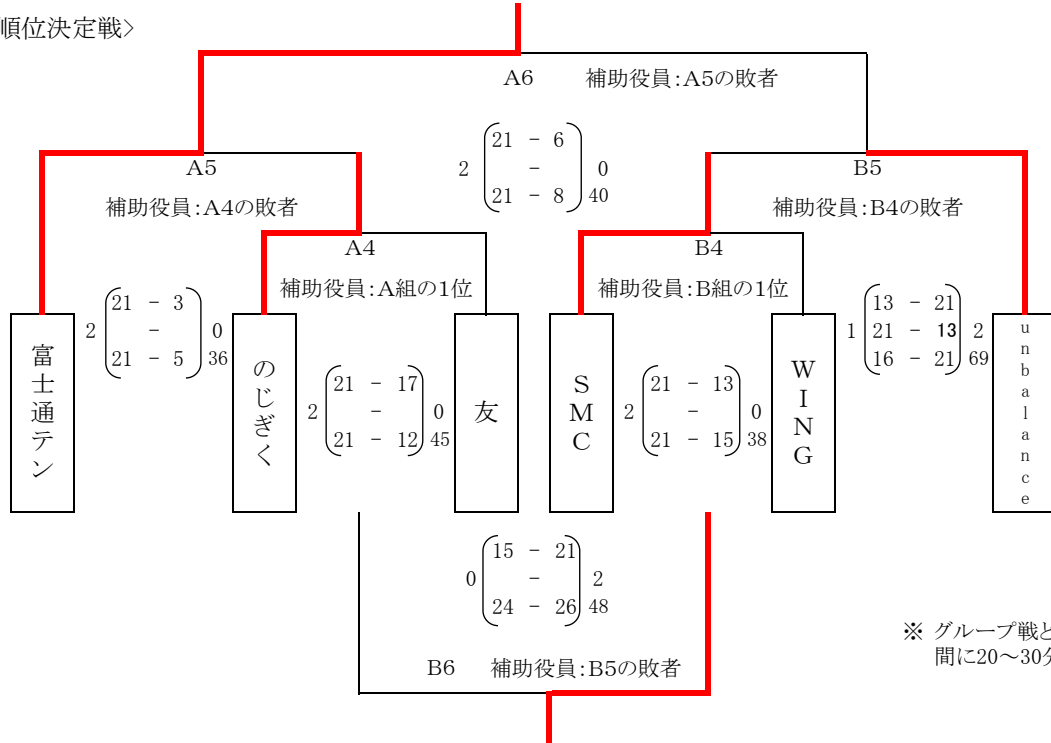 順位決定戦>
A6 補助役員:A5の敗者
21 - 6
2 - 0
21 - 8 40
A5
補助役員:A4の敗者
B5
補助役員:B4の敗者
A4
補助役員:A組の1位
B4
補助役員:B組の1位
21 - 3
2 - 0
21 - 5 36
13 - 21
1 21 - 13 2
16 - 21 69
21 - 17
2 - 0
21 - 12 45
21 - 13
2 - 0
21 - 15 38
富士通テン
のじぎく
友
SMC
WING
unbalance
15 - 21
0 - 2
24 - 26 48
B6 補助役員:B5の敗者
※ グループ戦と
間に20~30分